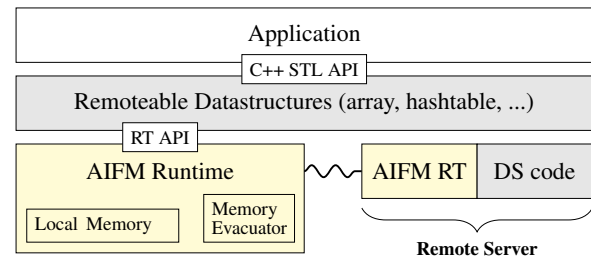 Application
C++ STL API
Remoteable Datastructures (array, hashtable, ...)
RT API
AIFM Runtime
AIFM RT
DS code
Local Memory
Memory
Evacuator
Remote Server